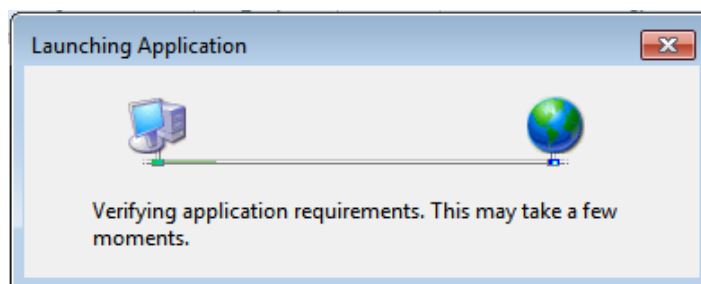 Launching Application
Verifying application requirements. This may take a few
moments.